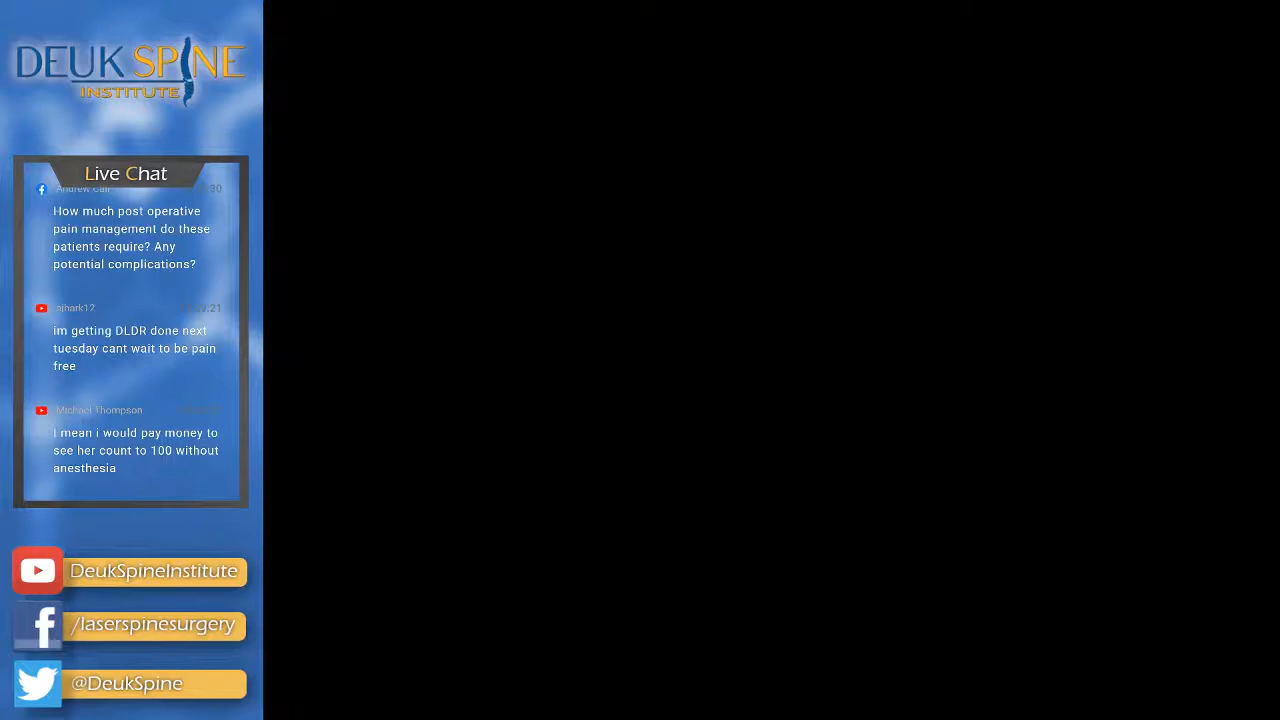 DEUK SPINE
INSTITUTE
Live Chat
Andrew
How much post operative
pain management do these
patients require? Any
potential complications?
ajhark12
im getting DLDR done next
tuesday cant wait to be pain
free
Michael Thompson
I mean i would pay money to
see her count to 100 without
anesthesia
DeukSpineInstitute
/laserspinesurgery
@DeukSpine